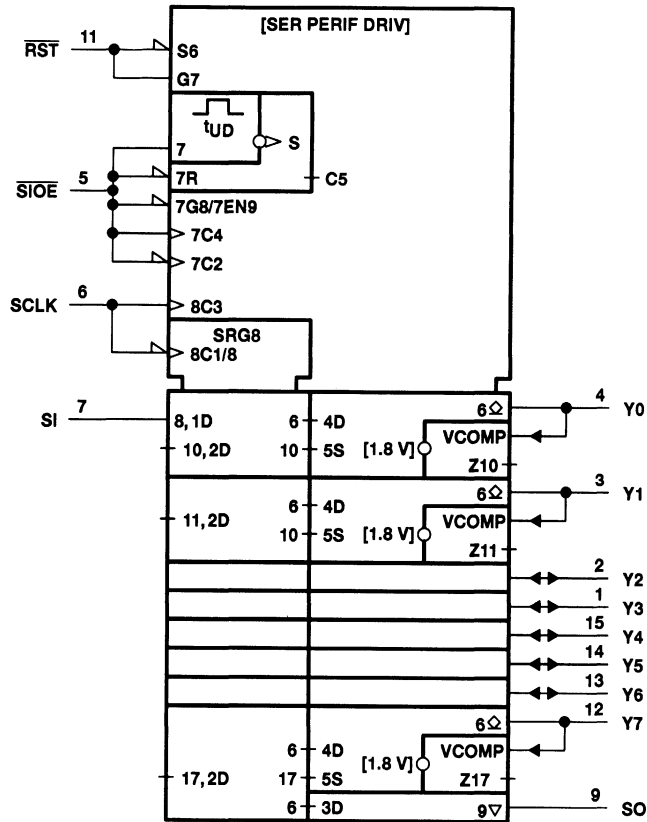 [SER PERIF DRIV]
RST 11 S6
G7
tUD
S
7
C5
SIOE 5 7R
7G8/7EN9
7C4
7C2
SCLK 6 8C3
SRG8
8C1/8
SI 7 8, 1D 6 4D 6◇ 4 Y0
10, 2D 10 5S [1.8 V] VCOMP
Z10
6◇ 3 Y1
6 4D
11, 2D VCOMP
10 5S [1.8 V]
Z11
2 Y2
1 Y3
15 Y4
14 Y5
13 Y6
6◇ 12 Y7
6 4D VCOMP
17, 2D 17 5S [1.8 V] Z17
6 3D 9▽ 9 SO